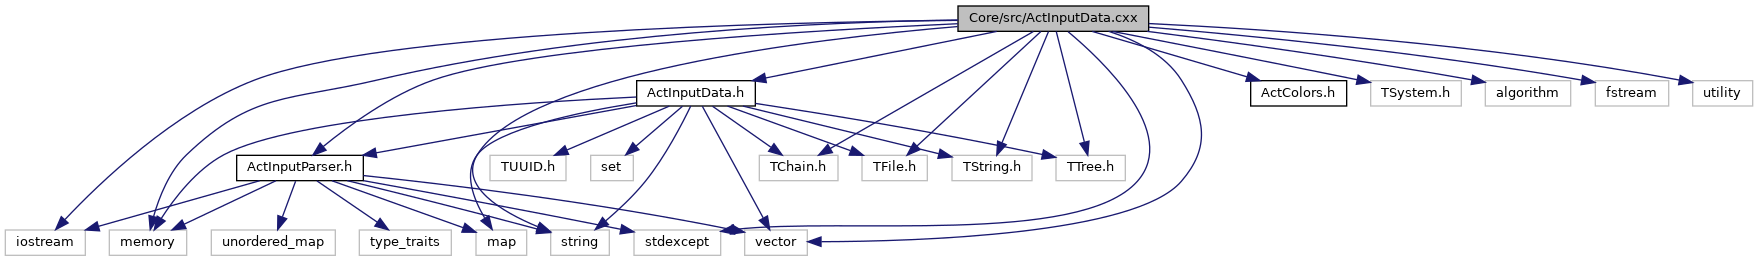 Core/src/ActInputData.cxx
ActInputData.h
ActColors.h
TSystem.h
algorithm
fstream
utility
ActInputParser.h
TUUID.h
set
TChain.h
TFile.h
TString.h
TTree.h
iostream
memory
unordered_map
type_traits
map
string
stdexcept
vector